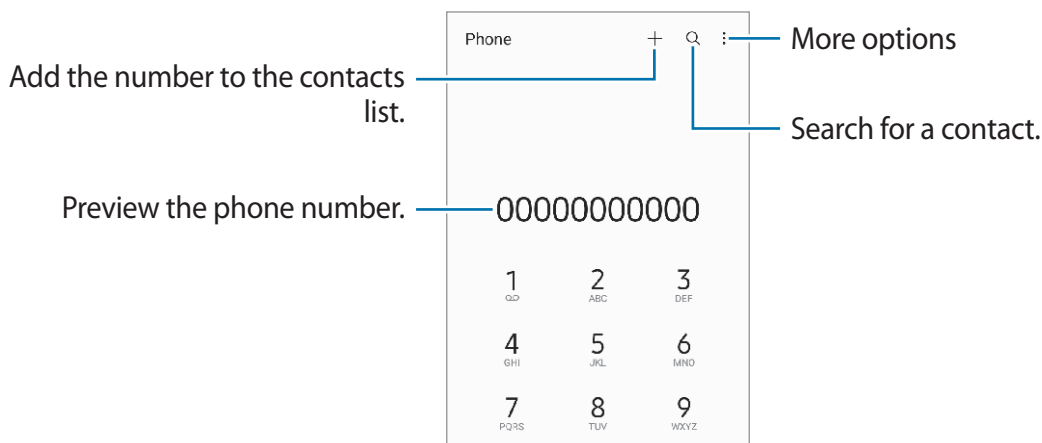 Phone
More options
Add the number to the contacts
list.
Search for a contact.
Preview the phone number.
00000000000
1 2 3
ABC DEF
4 5 6
GHI JKL MNO
7 8 9
PQRS TUV WXYZ